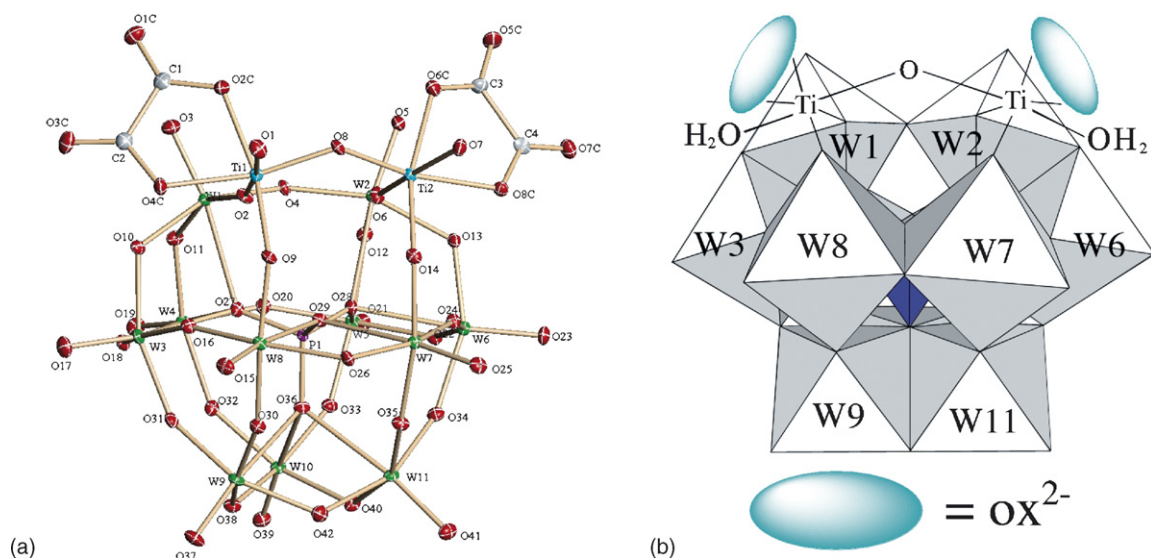 O1C
O5C
C1
O2C
O6C
C3
O3C
O3
O5
C2
O1
O8
O7
C4
O7C
Ti1
W2
Ti2
O4C
W1
O2
O4
O6
O8C
O10
O11
O12
O13
O9
O14
O27
O20
O28
O19
W4
O29
O21
O24
O16
W5
W6
O23
O18
W3
P1
W7
O17
W8
O15
O26
O25
O32
O36
O33
O35
O34
O31
O30
W10
W9
W11
O38
O40
O39
O42
O41
O37
(a)
O
Ti
Ti
H₂O
OH₂
W1
W2
W3
W8
W7
W6
W9
W11
= ox²⁻
(b)